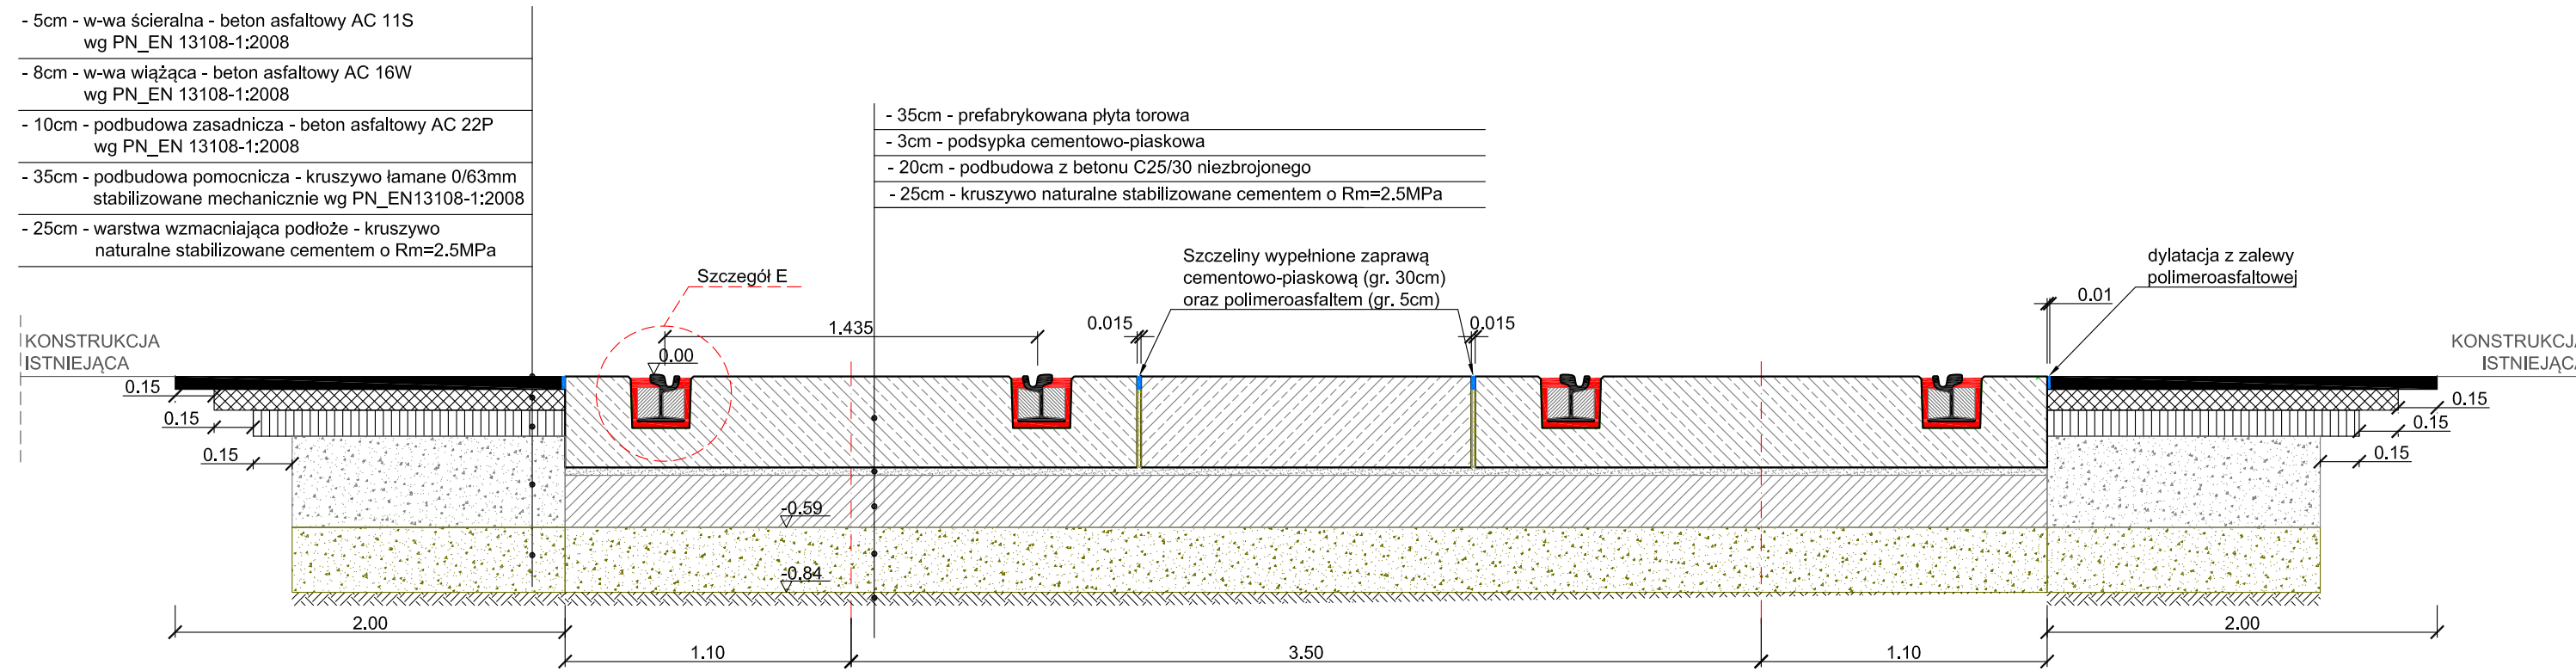 - 5cm - w-wa ścieralna - beton asfaltowy AC 11S
wg PN_EN 13108-1:2008
- 8cm - w-wa wiążąca - beton asfaltowy AC 16W
wg PN_EN 13108-1:2008
- 10cm - podbudowa zasadnicza - beton asfaltowy AC 22P
wg PN_EN 13108-1:2008
- 35cm - podbudowa pomocnicza - kruszywo łamane 0/63mm
stabilizowane mechanicznie wg PN_EN13108-1:2008
- 25cm - warstwa wzmacniająca podłoże - kruszywo
naturalne stabilizowane cementem o Rm=2.5MPa
- 35cm - prefabrykowana płyta torowa
- 3cm - podsypka cementowo-piaskowa
- 20cm - podbudowa z betonu C25/30 niezbrojonego
- 25cm - kruszywo naturalne stabilizowane cementem o Rm=2.5MPa
Szczegół E
Szczeliny wypełnione zaprawą
cementowo-piaskową (gr. 30cm)
oraz polimeroasfaltem (gr. 5cm)
dylatacja z zalewy
polimeroasfaltowej
0.01
1.435
0.015
0.015
KONSTRUKCJA
ISTNIEJĄCA
KONSTRUKCJA
ISTNIEJĄCA
0.00
0.15
0.15
0.15
0.15
0.15
0.15
-0.59
-0.84
2.00
1.10
3.50
1.10
2.00